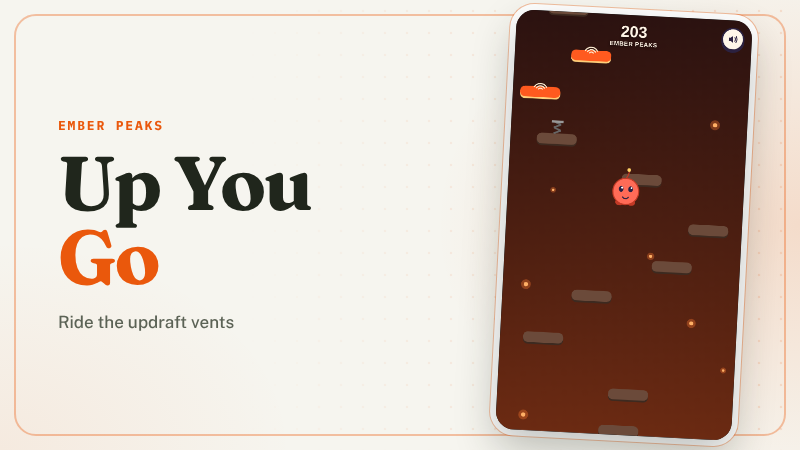 EMBER PEAKS
Up You
Go
Ride the updraft vents
203
EMBER PEAKS